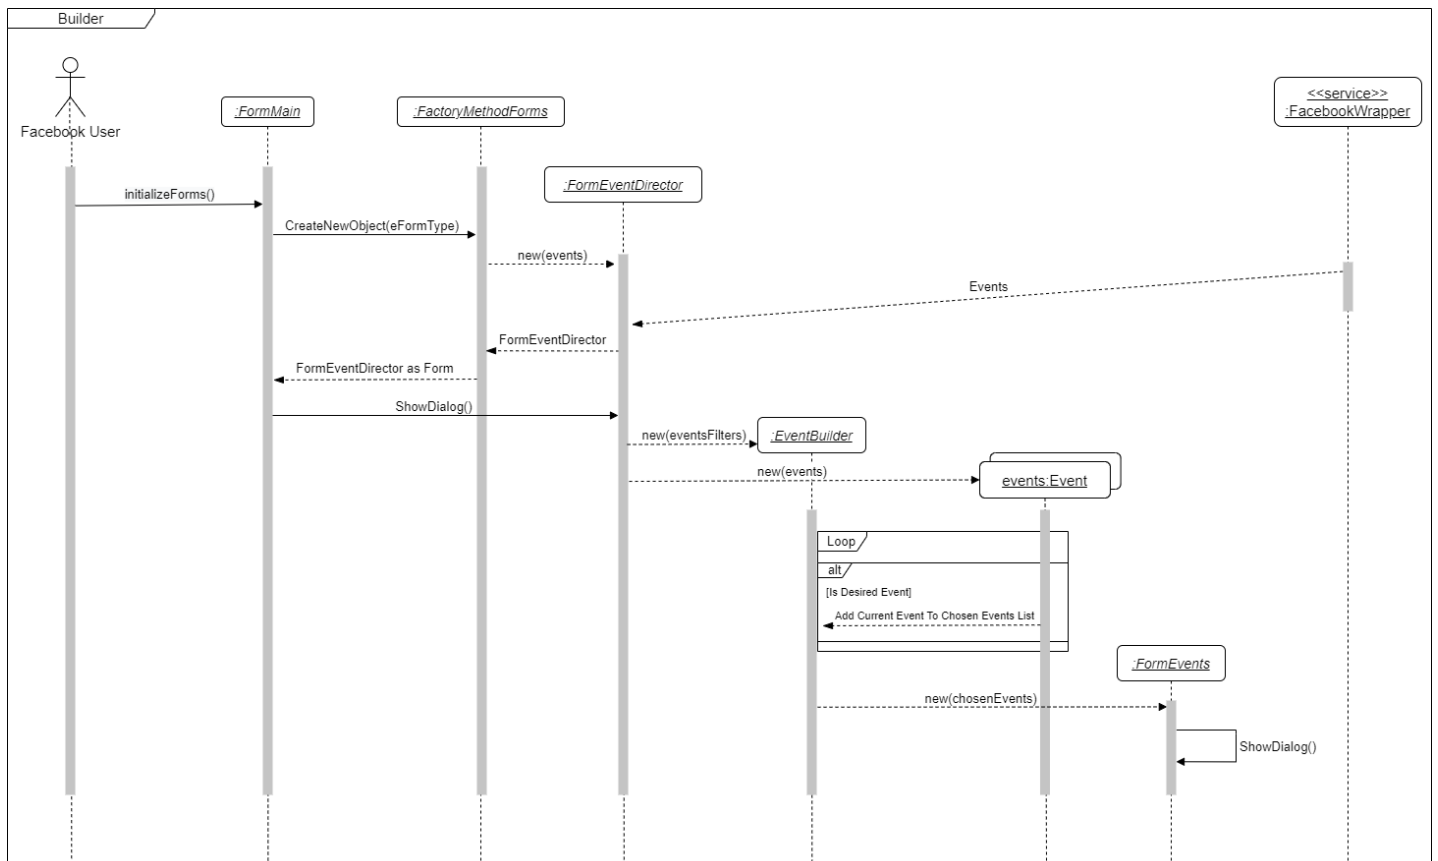 Builder
<<service>>
:FacebookWrapper
:FormMain
:FactoryMethodForms
Facebook User
:FormEventDirector
initializeForms()
CreateNewObject(eFormType)
new(events)
Events
FormEventDirector
FormEventDirector as Form
ShowDialog()
new(eventsFilters)
:EventBuilder
new(events)
events:Event
Loop
alt
[Is Desired Event]
Add Current Event To Chosen Events List
:FormEvents
new(chosenEvents)
ShowDialog()